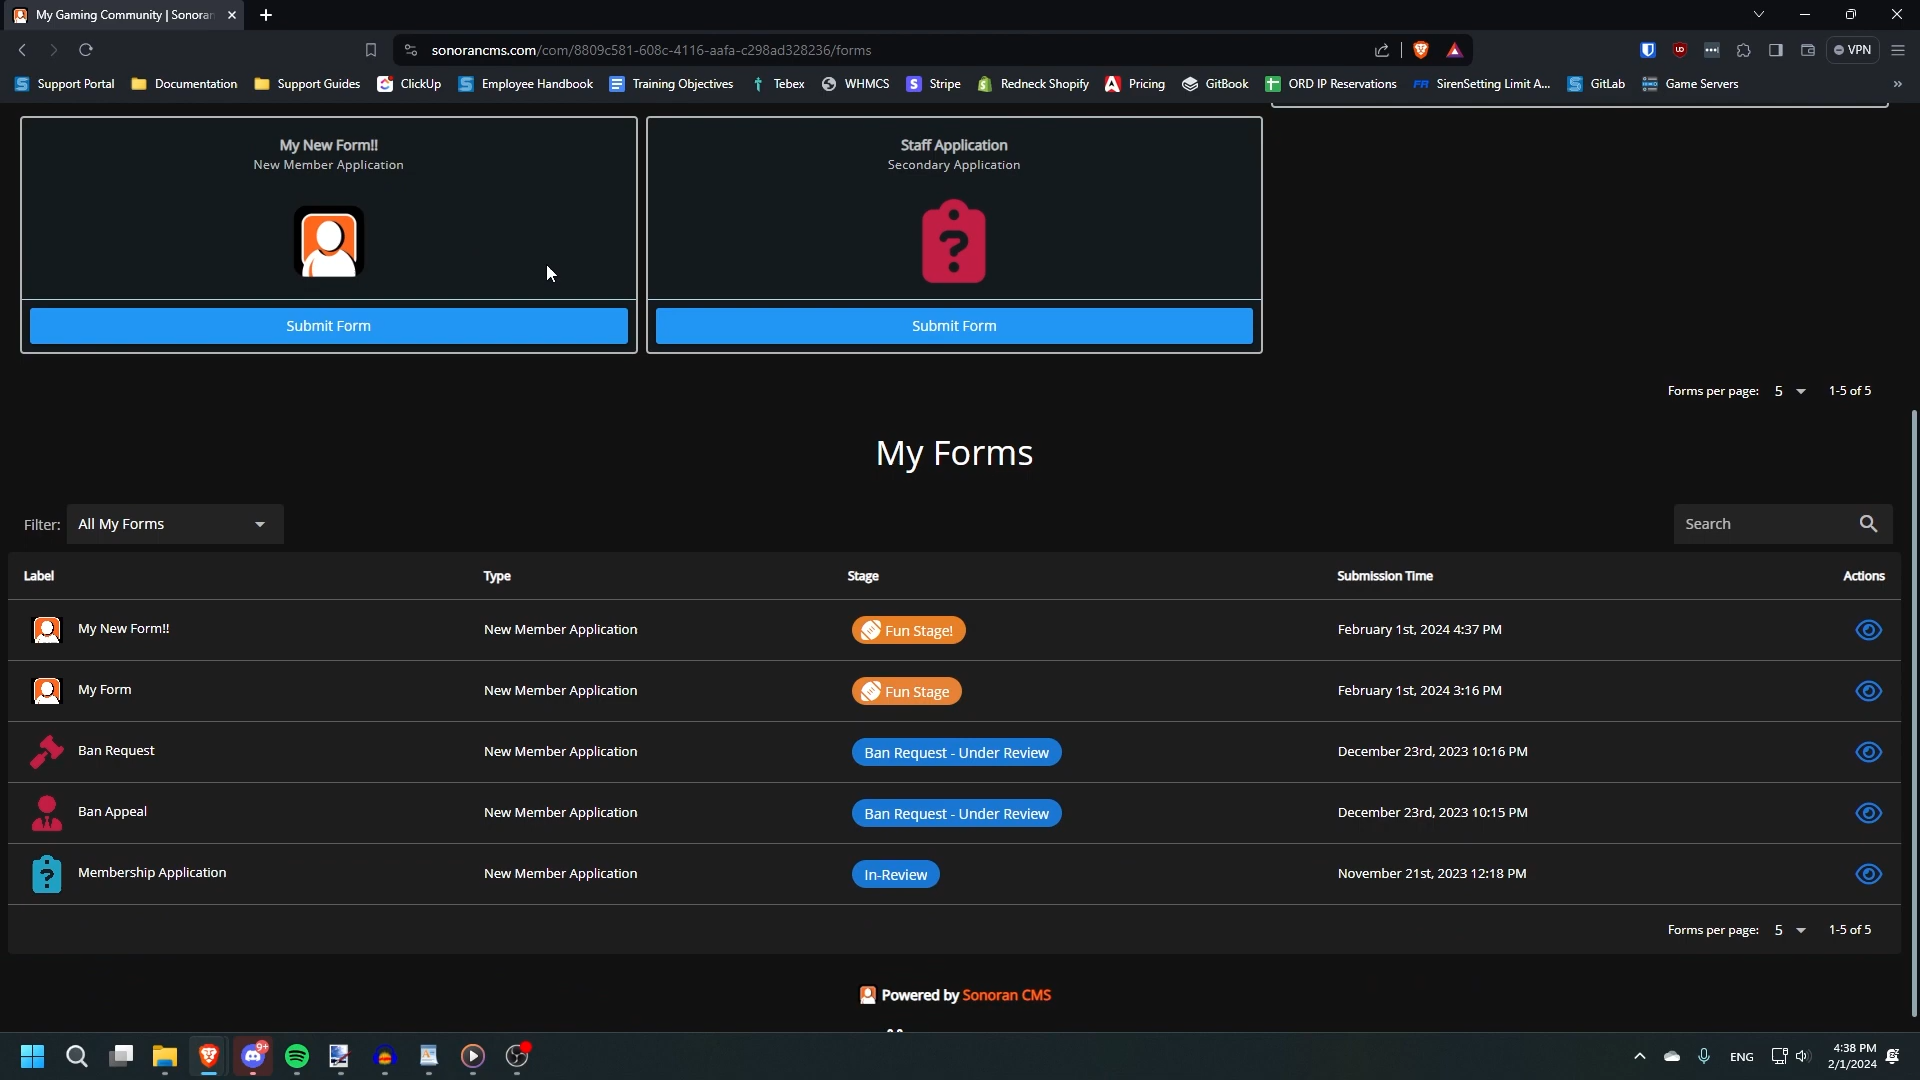 My Gaming Community | Sonoran
sonorancms.com/com/8809c581-608c-4116-aafa-c298ad328236/forms
VPN
Support Portal
Documentation
Support Guides
ClickUp
Employee Handbook
Training Objectives
Tebex
WHMCS
Stripe
Redneck Shopify
Pricing
GitBook
ORD IP Reservations
SirenSetting Limit A...
GitLab
Game Servers
My New Form!!
New Member Application
Submit Form
Staff Application
Secondary Application
Submit Form
Forms per page: 5 1-5 of 5
My Forms
Filter: All My Forms
Search
Label Type Stage Submission Time Actions
My New Form!! New Member Application Fun Stage! February 1st, 2024 4:37 PM
My Form New Member Application Fun Stage February 1st, 2024 3:16 PM
Ban Request New Member Application Ban Request - Under Review December 23rd, 2023 10:16 PM
Ban Appeal New Member Application Ban Request - Under Review December 23rd, 2023 10:15 PM
Membership Application New Member Application In-Review November 21st, 2023 12:18 PM
Forms per page: 5 1-5 of 5
Powered by Sonoran CMS
9+
ENG
4:38 PM
2/1/2024